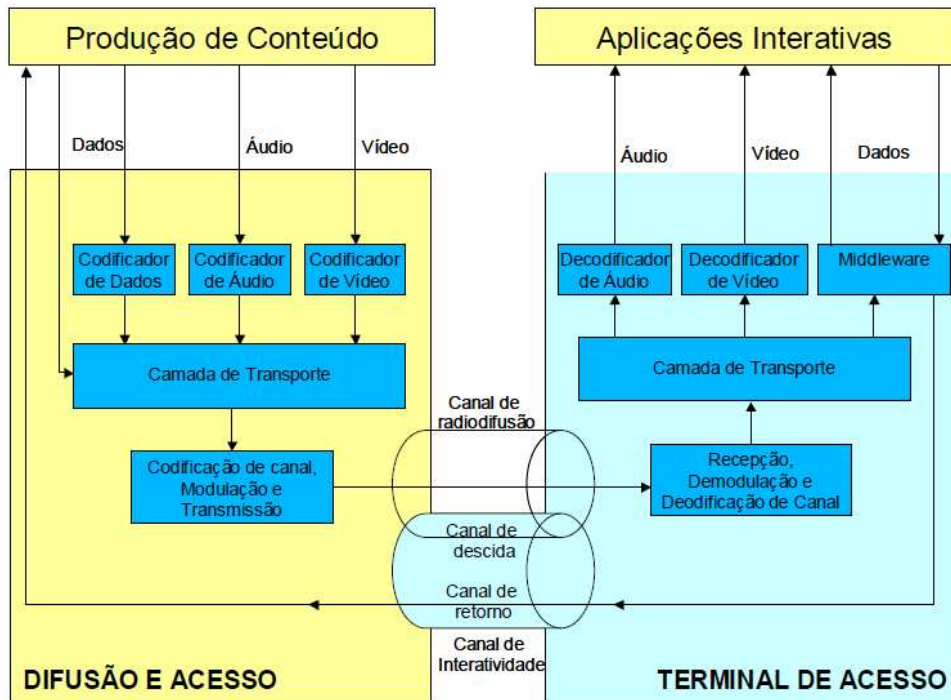 Produção de Conteúdo
Aplicações Interativas
Dados
Áudio
Vídeo
Áudio
Vídeo
Dados
Codificador
de Dados
Codificador
de Áudio
Codificador
de Vídeo
Decodificador
de Áudio
Decodificador
de Vídeo
Middleware
Camada de Transporte
Camada de Transporte
Canal de
radiodifusão
Codificação de canal,
Modulação e
Transmissão
Recepção,
Demodulação e
Deodificação de Canal
Canal de
descida
Canal de
retorno
Canal de
Interatividade
DIFUSÃO E ACESSO
TERMINAL DE ACESSO